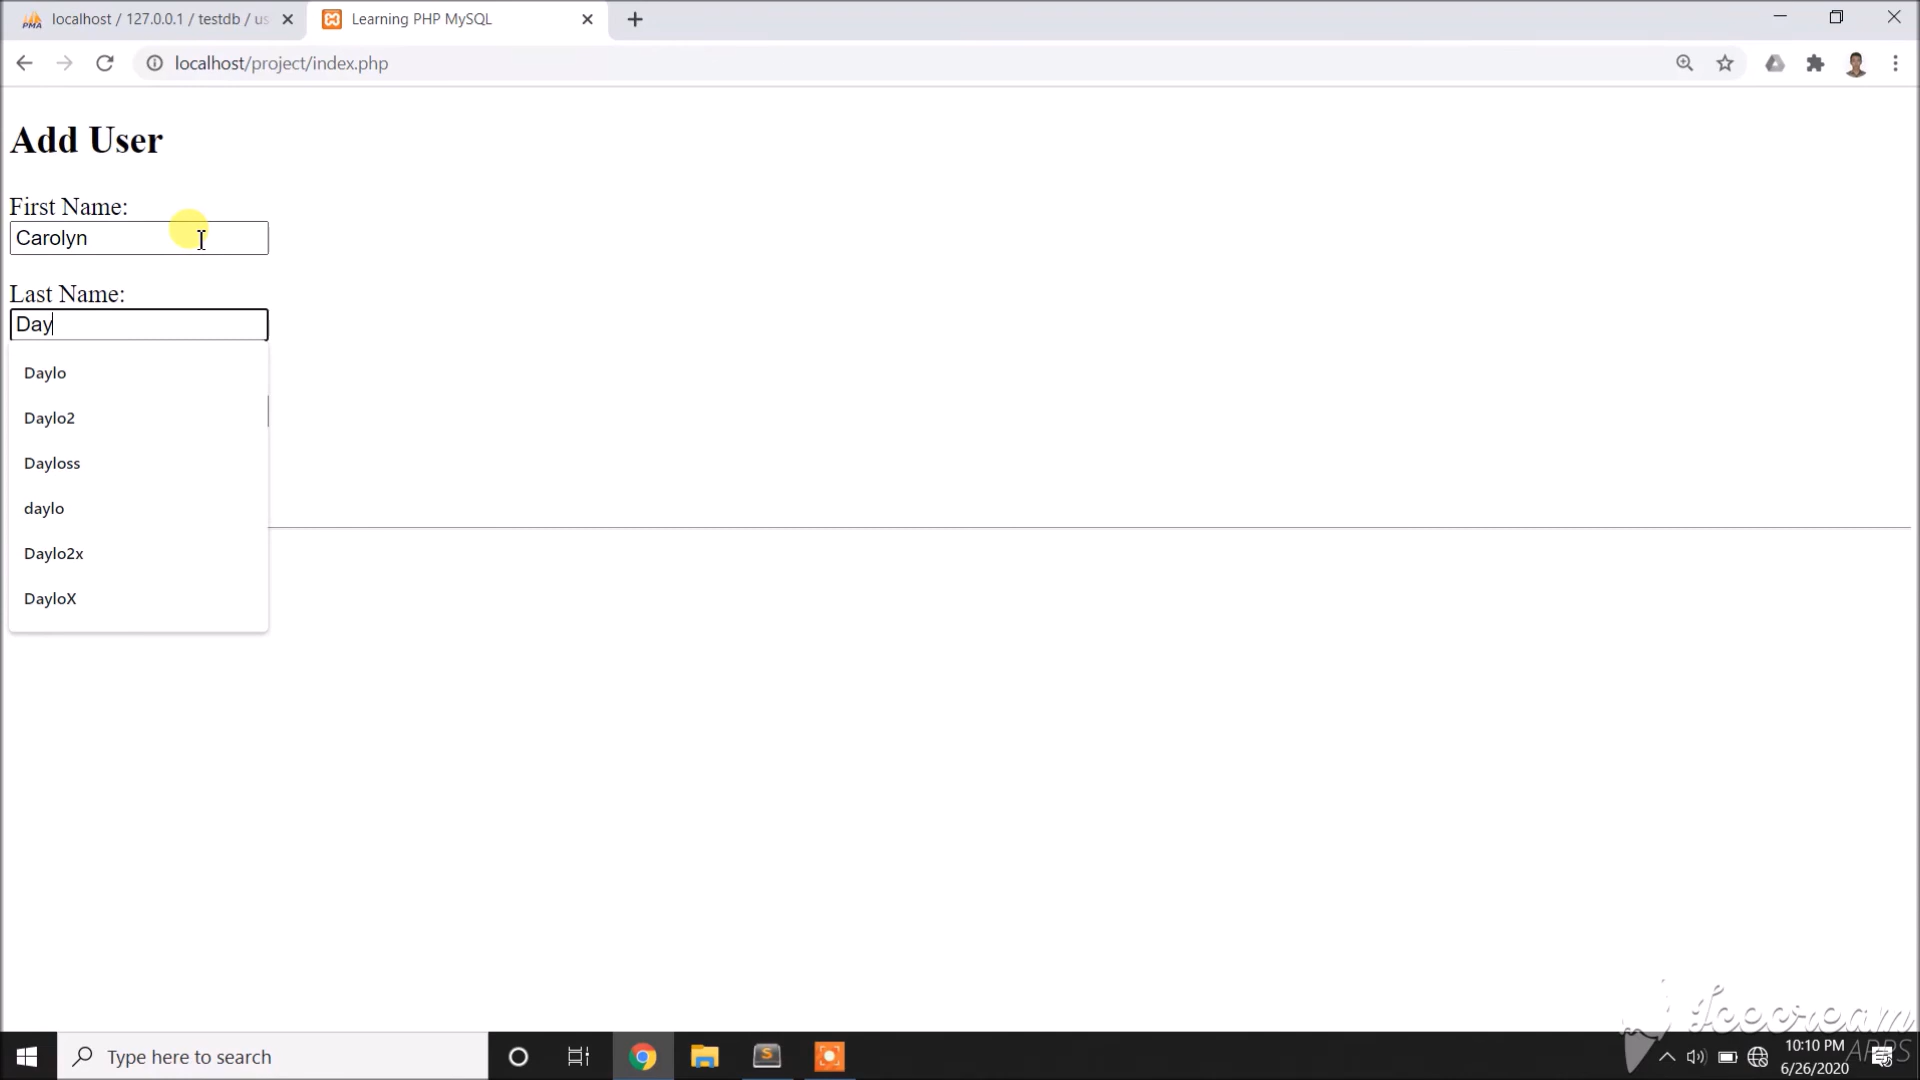 localhost / 127.0.0.1 / testdb / us
Learning PHP MySQL
localhost/project/index.php
Add User
First Name:
Carolyn
Last Name:
Day
Daylo
Daylo2
Dayloss
daylo
Daylo2x
DayloX
Icecream
APPS
Type here to search
10:10 PM
6/26/2020